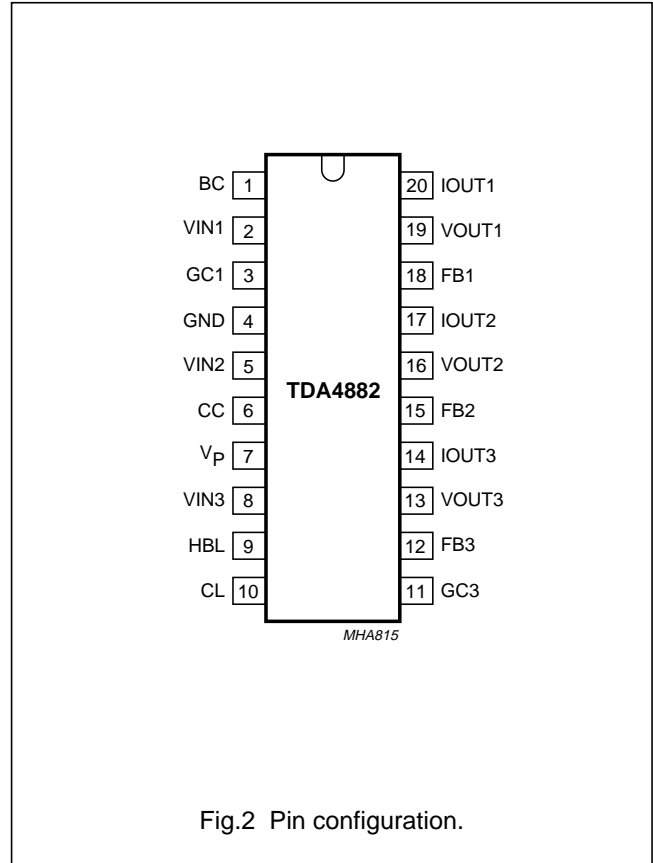 BC 1 20 IOUT1
VIN1 2 19 VOUT1
GC1 3 18 FB1
GND 4 17 IOUT2
VIN2 5 16 VOUT2
TDA4882
CC 6 15 FB2
VP 7 14 IOUT3
VIN3 8 13 VOUT3
HBL 9 12 FB3
CL 10 11 GC3
MHA815
Fig.2 Pin configuration.